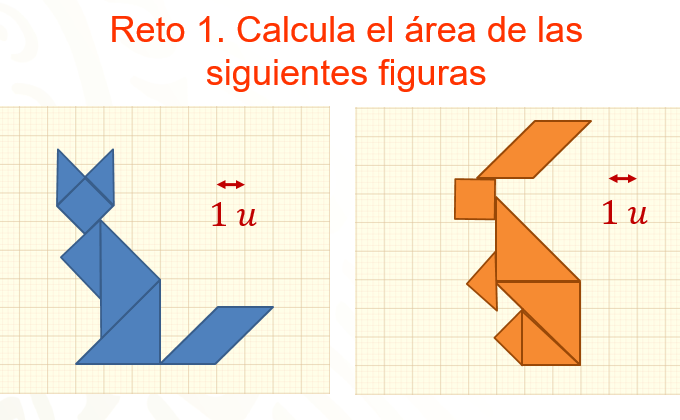 Reto 1. Calcula el área de las
siguientes figuras
1 u
1 u